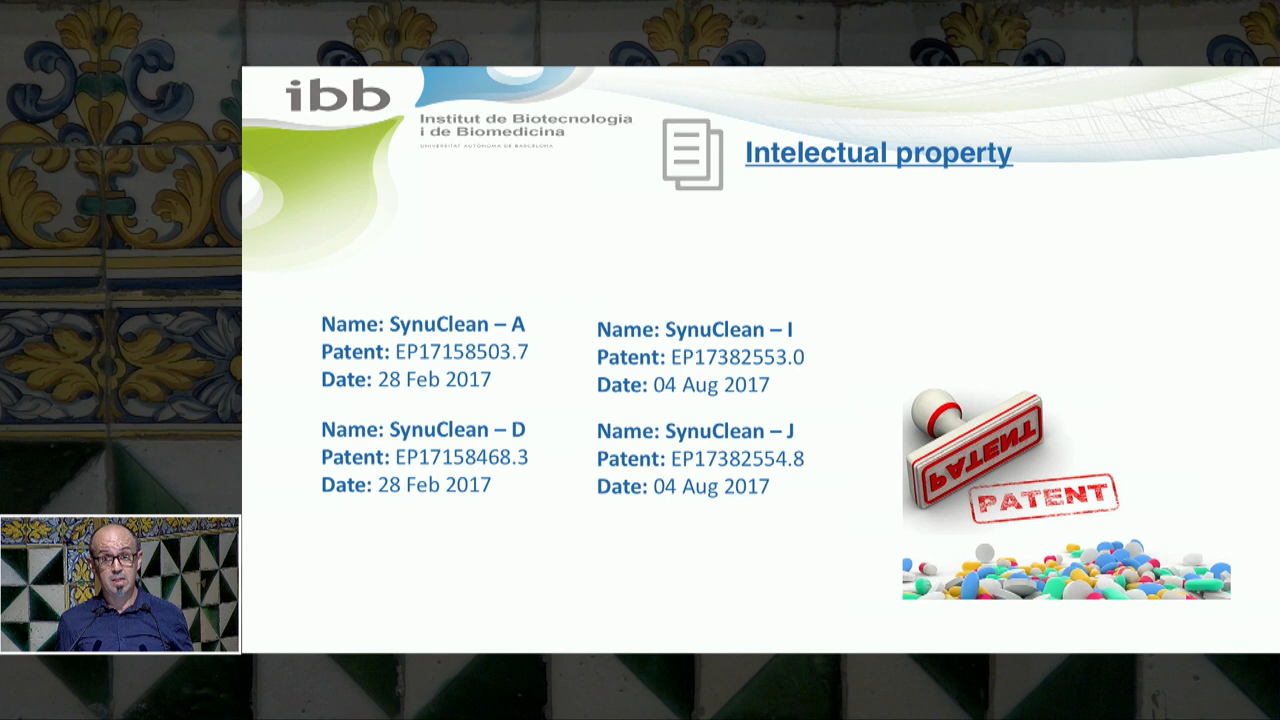 ibb
Institut de Biotecnologia
i de Biomedicina
UNIVERSITAT AUTÒNOMA DE BARCELONA
Intelectual property
Name: SynuClean – A
Patent: EP17158503.7
Date: 28 Feb 2017
Name: SynuClean – D
Patent: EP17158468.3
Date: 28 Feb 2017
Name: SynuClean – I
Patent: EP17382553.0
Date: 04 Aug 2017
Name: SynuClean – J
Patent: EP17382554.8
Date: 04 Aug 2017
PATENT
PATENT